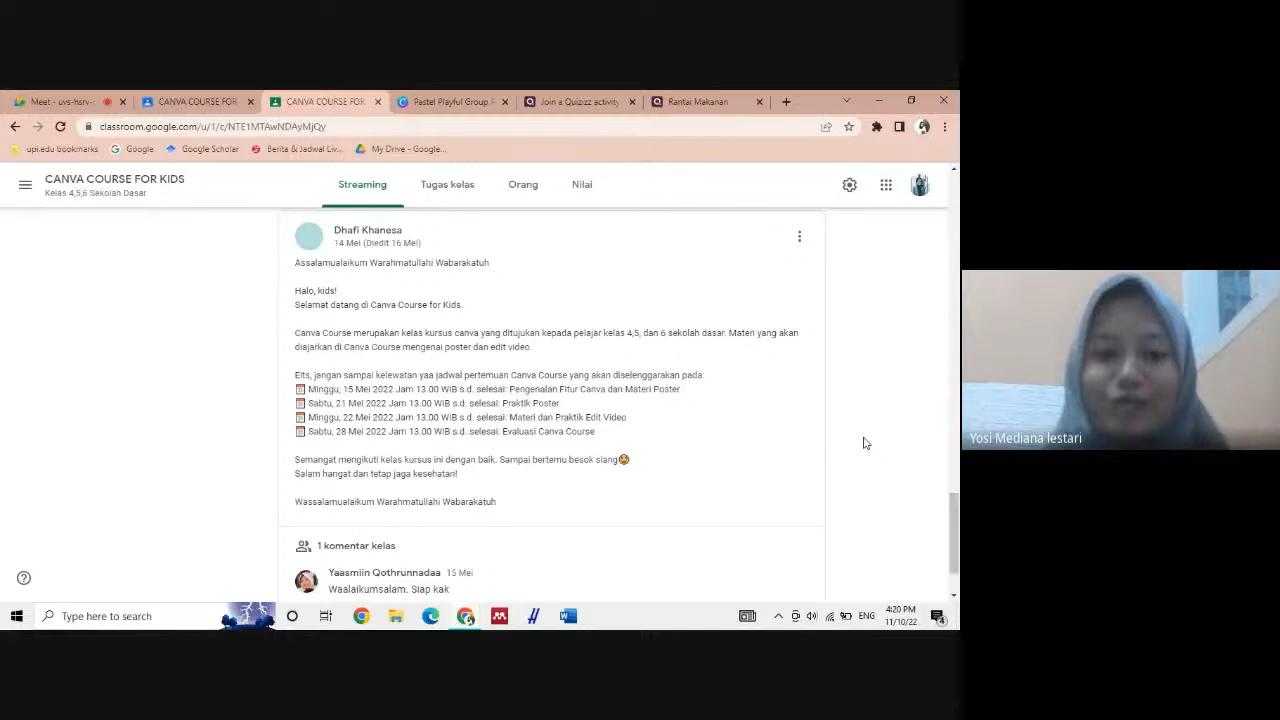 Meet - uvs-hsrv-
CANVA COURSE FOR
CANVA COURSE FOR
Pastel Playful Group P
Join a Quizizz activity
Rantai Makanan
classroom.google.com/u/1/c/NTE1MTAwNDAyMjQy
upi.edu bookmarks
Google
Google Scholar
Berita & Jadwal Liv...
My Drive - Google...
CANVA COURSE FOR KIDS
Kelas 4,5,6 Sekolah Dasar
Streaming
Tugas kelas
Orang
Nilai
Dhafi Khanesa
14 Mei (Diedit 16 Mei)
Assalamualaikum Warahmatullahi Wabarakatuh
Halo, kids!
Selamat datang di Canva Course for Kids.
Canva Course merupakan kelas kursus canva yang ditujukan kepada pelajar kelas 4,5, dan 6 sekolah dasar. Materi yang akan
diajarkan di Canva Course mengenai poster dan edit video.
Eits, jangan sampai kelewatan yaa jadwal pertemuan Canva Course yang akan diselenggarakan pada:
Minggu, 15 Mei 2022 Jam 13.00 WIB s.d. selesai: Pengenalan Fitur Canva dan Materi Poster
Sabtu, 21 Mei 2022 Jam 13.00 WIB s.d. selesai: Praktik Poster
Minggu, 22 Mei 2022 Jam 13.00 WIB s.d. selesai: Materi dan Praktik Edit Video
Sabtu, 28 Mei 2022 Jam 13.00 WIB s.d. selesai: Evaluasi Canva Course
Semangat mengikuti kelas kursus ini dengan baik. Sampai bertemu besok siang🤩
Salam hangat dan tetap jaga kesehatan!
Wassalamualaikum Warahmatullahi Wabarakatuh
1 komentar kelas
Yaasmiin Qothrunnadaa 15 Mei
Waalaikumsalam. Siap kak
Yosi Mediana lestari
Type here to search
ENG
4:20 PM
11/10/22
4